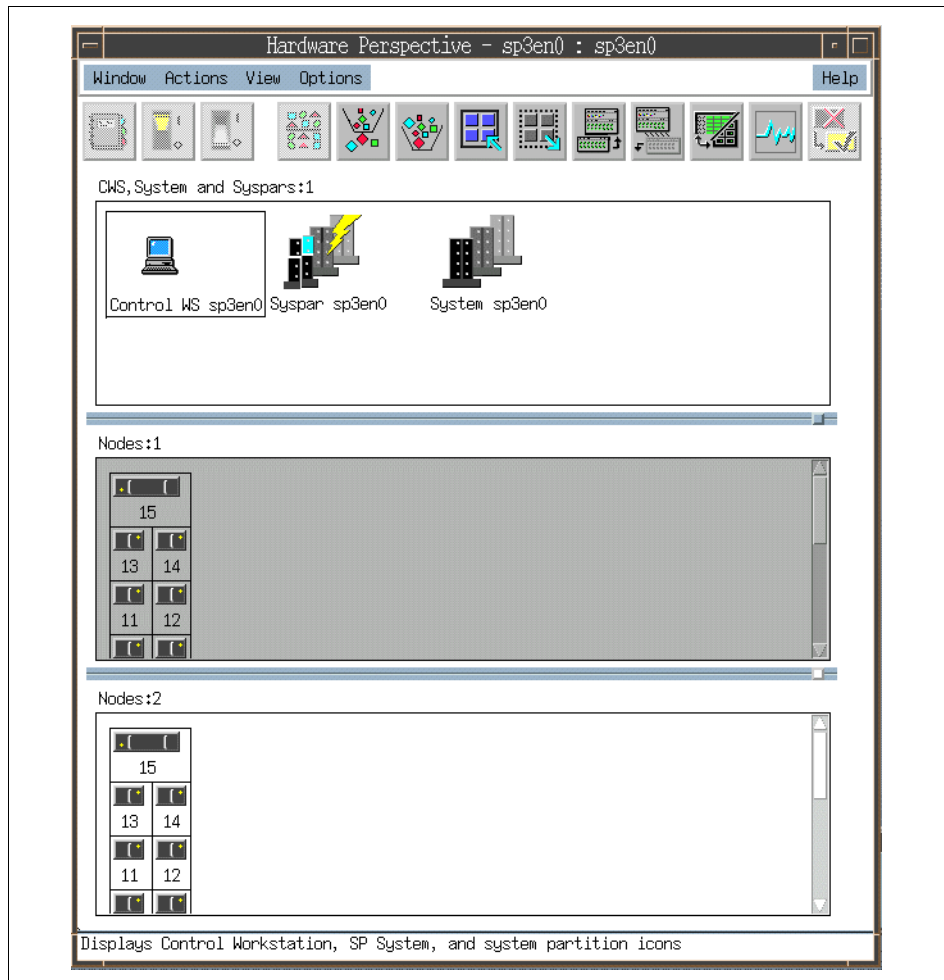 Hardware Perspective - sp3en0 : sp3en0
Window Actions View Options Help
CWS,System and Syspars:1
Control WS sp3en0 Syspar sp3en0 System sp3en0
Nodes:1
15
13 14
11 12
Nodes:2
15
13 14
11 12
Displays Control Workstation, SP System, and system partition icons